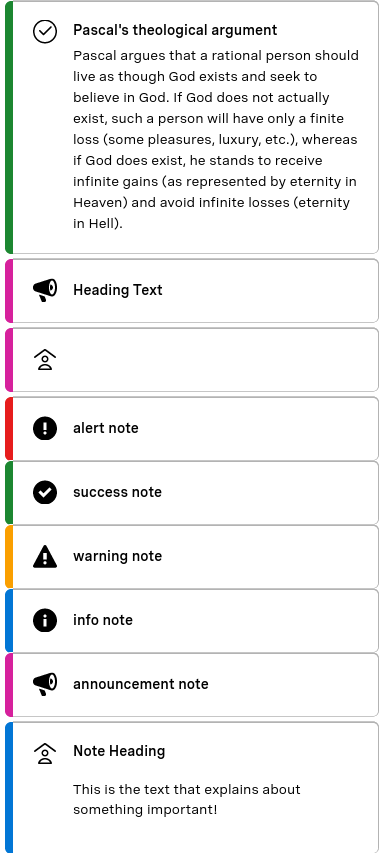 Pascal's theological argument
Pascal argues that a rational person should
live as though God exists and seek to
believe in God. If God does not actually
exist, such a person will have only a finite
loss (some pleasures, luxury, etc.), whereas
if God does exist, he stands to receive
infinite gains (as represented by eternity in
Heaven) and avoid infinite losses (eternity
in Hell).
Heading Text
alert note
success note
warning note
info note
announcement note
Note Heading
This is the text that explains about
something important!